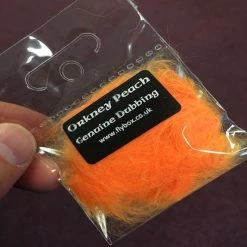 Orkney Peach
Genuine Dubbing
www.flybox.co.uk